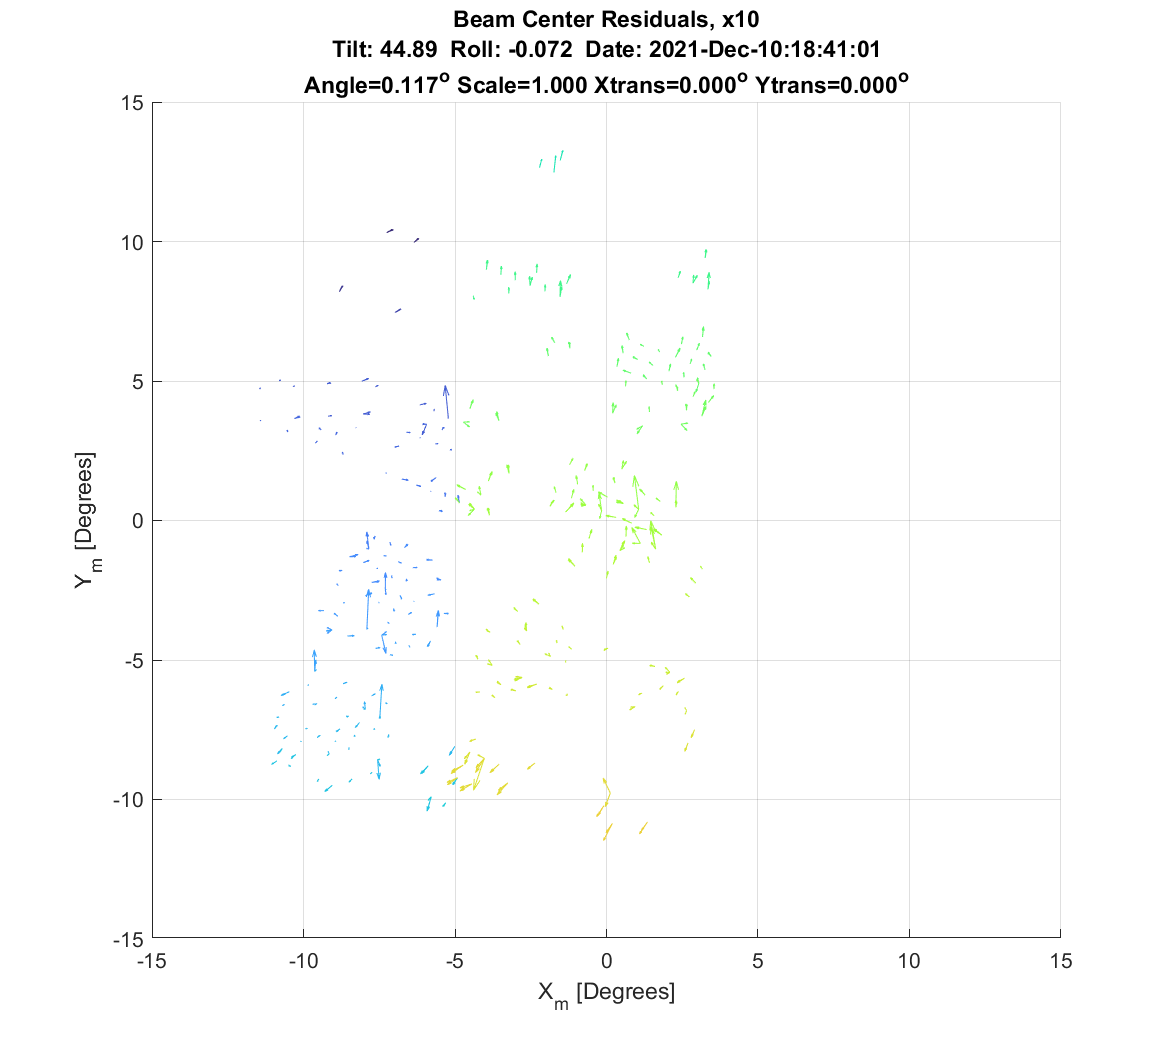 Beam Center Residuals, x10
Tilt: 44.89 Roll: -0.072 Date: 2021-Dec-10:18:41:01
Angle=0.117° Scale=1.000 Xtrans=0.000° Ytrans=0.000°
15
10
5
0
-5
-10
-15
Y_m [Degrees]
-15 -10 -5 0 5 10 15
X_m [Degrees]